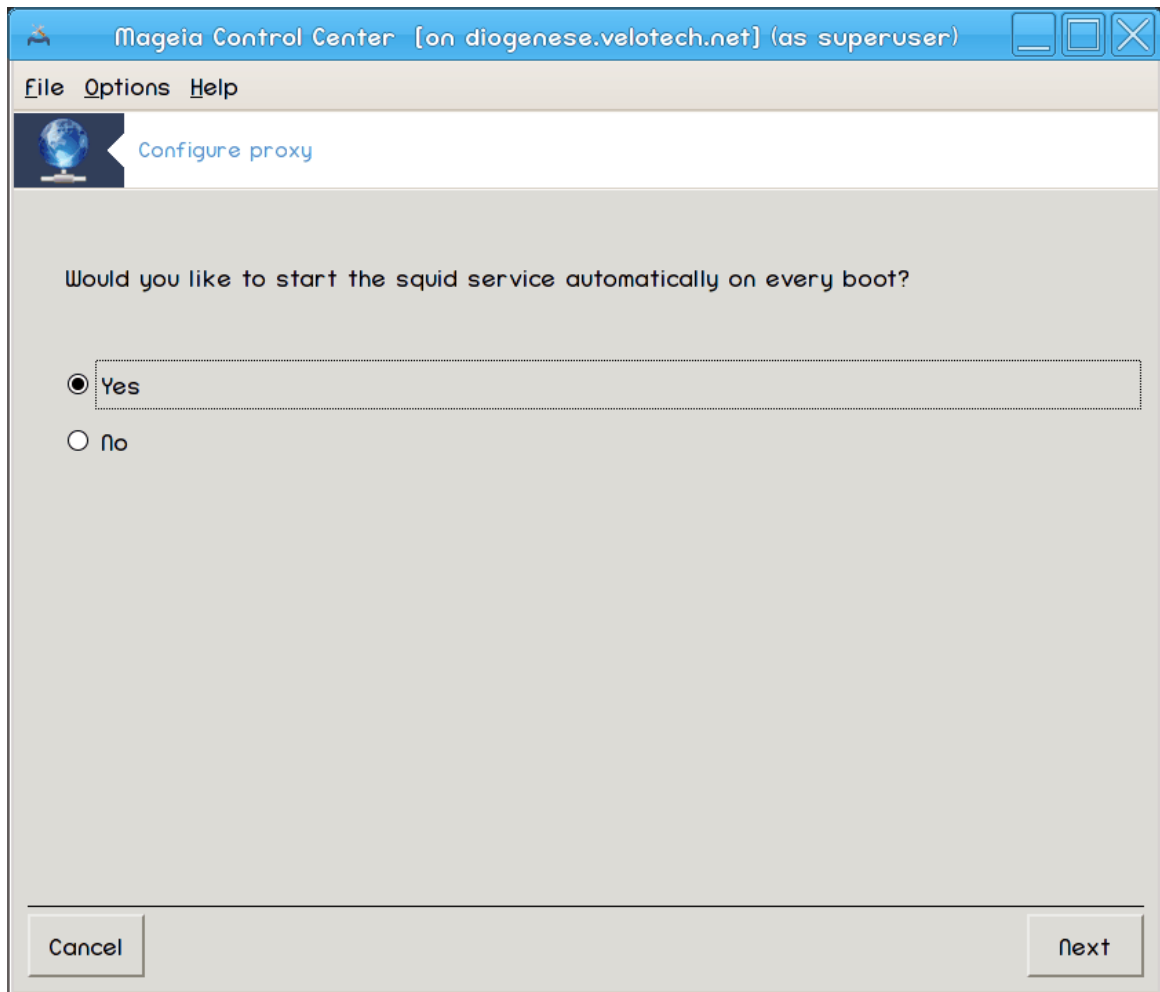 Mageia Control Center [on diogenese.velotech.net] (as superuser)
File Options Help
Configure proxy
Would you like to start the squid service automatically on every boot?
Yes
No
Cancel Next